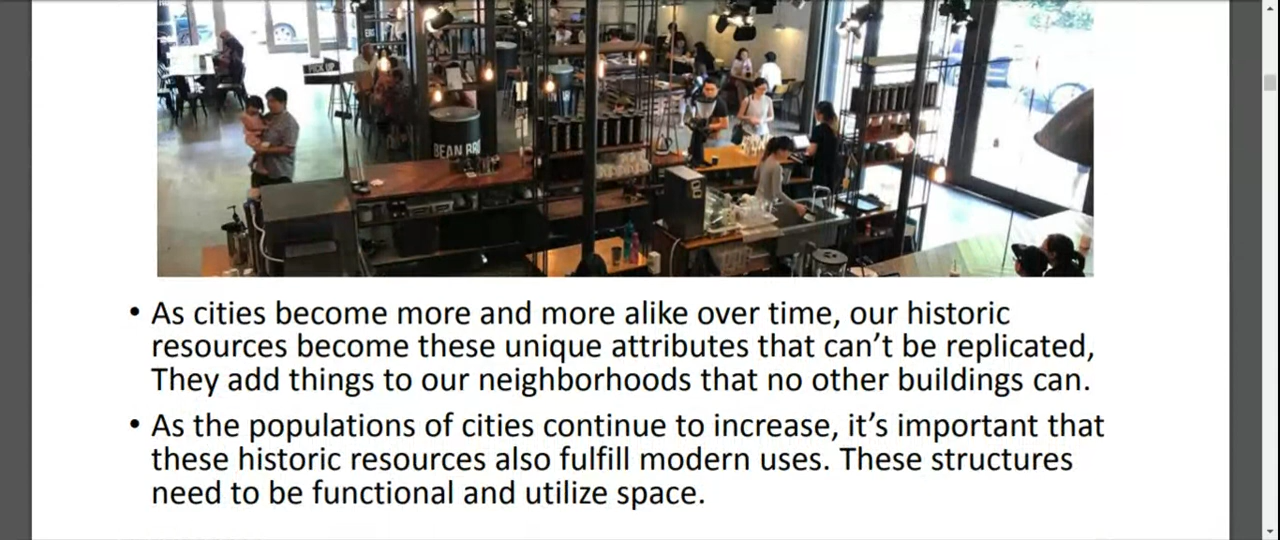 PICK UP
BEAN BRO
• As cities become more and more alike over time, our historic
resources become these unique attributes that can’t be replicated,
They add things to our neighborhoods that no other buildings can.
• As the populations of cities continue to increase, it’s important that
these historic resources also fulfill modern uses. These structures
need to be functional and utilize space.